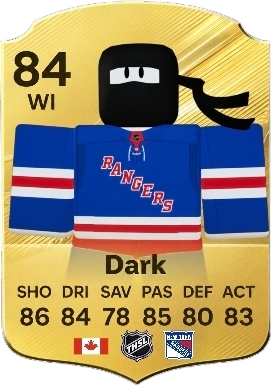 84
WI
RANGERS
Dark
SHO DRI SAV PAS DEF ACT
86 84 78 85 80 83
THSL